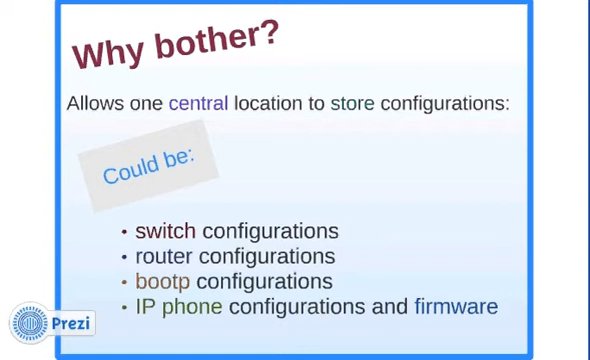 Why bother?
Allows one central location to store configurations:
Could be:
• switch configurations
• router configurations
• bootp configurations
• IP phone configurations and firmware
Prezi